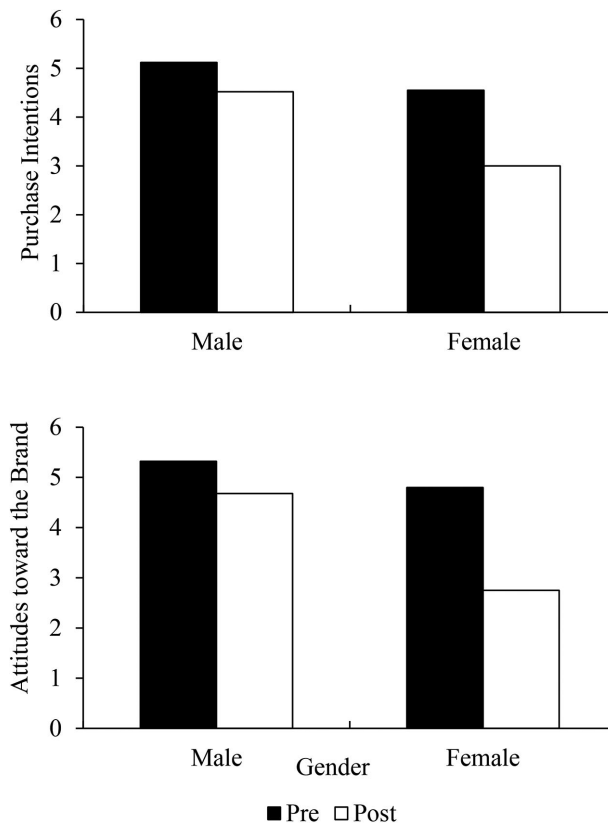 Purchase Intentions
6
5
4
3
2
1
0
Male
Female
Attitudes toward the Brand
6
5
4
3
2
1
0
Male
Female
Gender
Pre Post